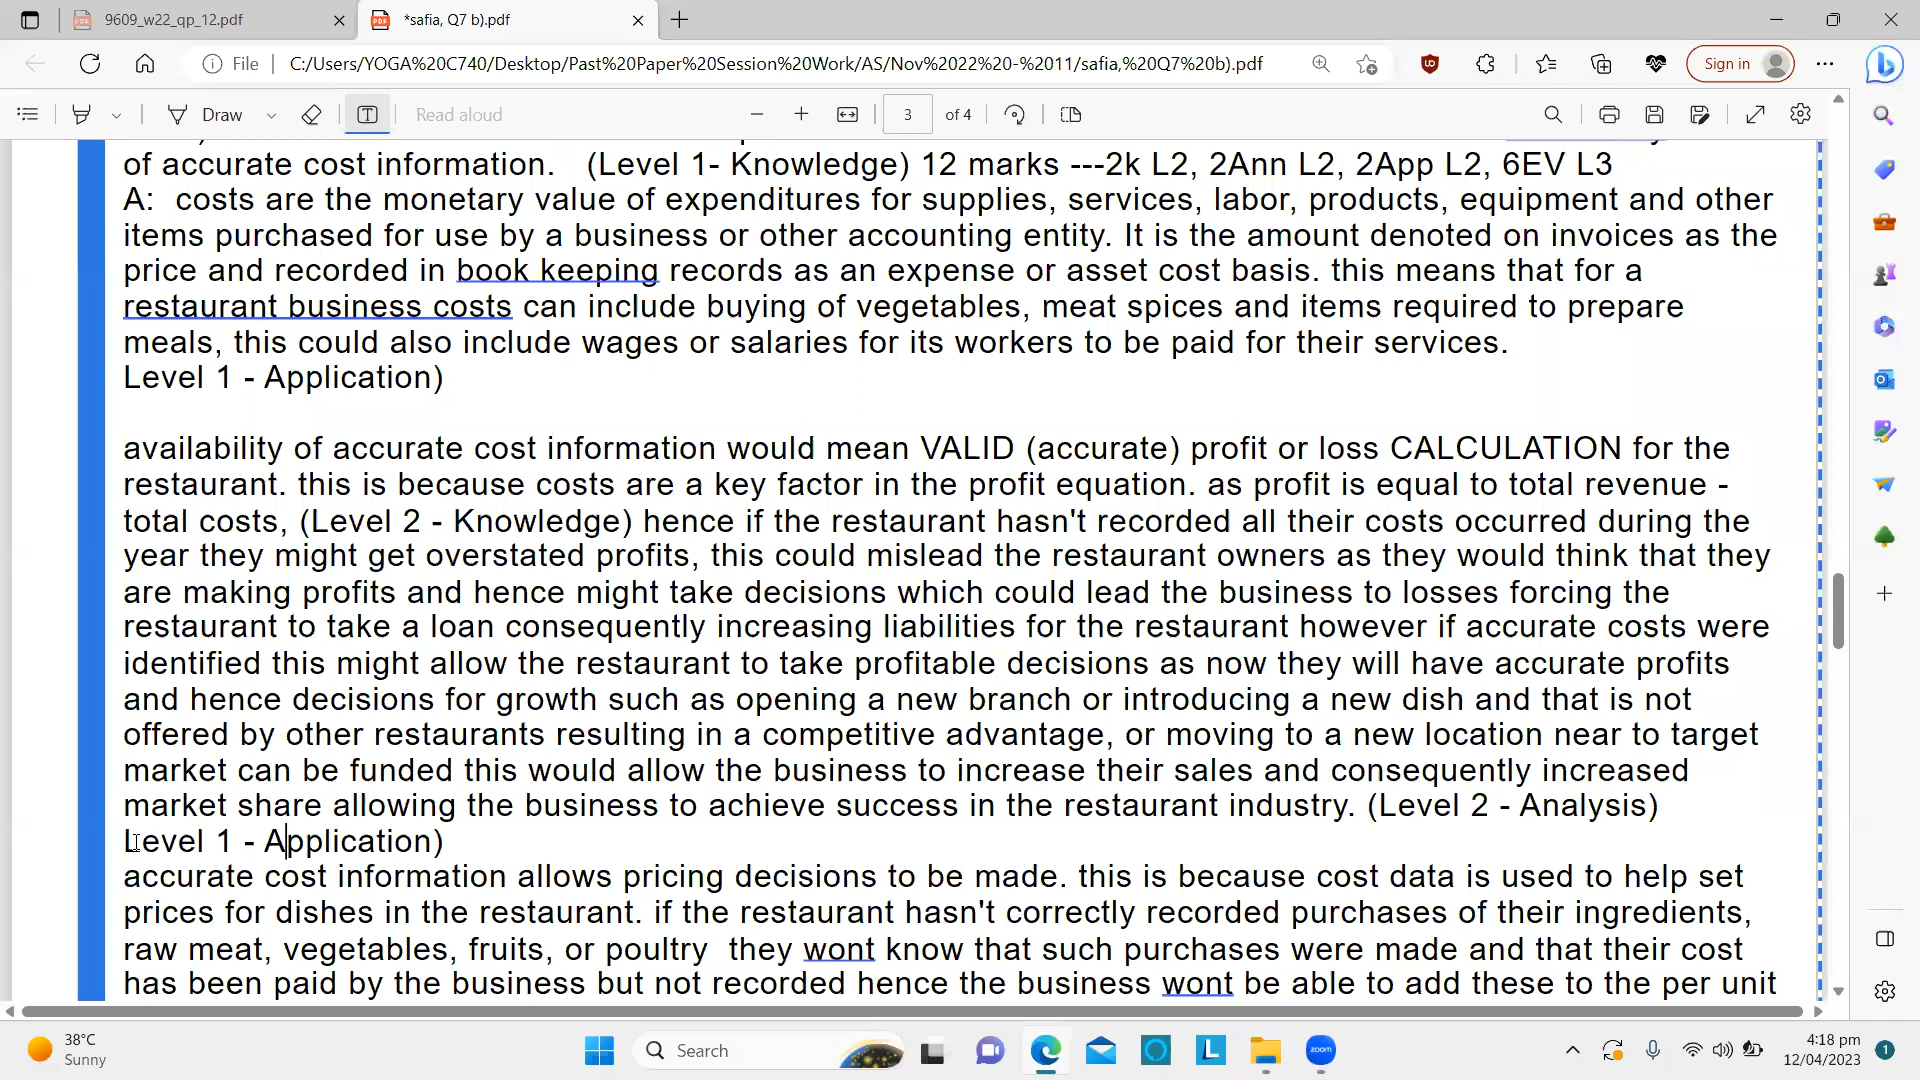 9609_w22_qp_12.pdf
*safia, Q7 b).pdf
File
C:/Users/YOGA%20C740/Desktop/Past%20Paper%20Session%20Work/AS/Nov%2022%20-%2011/safia,%20Q7%20b).pdf
Sign in
Draw
Read aloud
3
of 4
of accurate cost information. (Level 1- Knowledge) 12 marks ---2k L2, 2Ann L2, 2App L2, 6EV L3
A: costs are the monetary value of expenditures for supplies, services, labor, products, equipment and other
items purchased for use by a business or other accounting entity. It is the amount denoted on invoices as the
price and recorded in book keeping records as an expense or asset cost basis. this means that for a
restaurant business costs can include buying of vegetables, meat spices and items required to prepare
meals, this could also include wages or salaries for its workers to be paid for their services.
Level 1 - Application)
availability of accurate cost information would mean VALID (accurate) profit or loss CALCULATION for the
restaurant. this is because costs are a key factor in the profit equation. as profit is equal to total revenue -
total costs, (Level 2 - Knowledge) hence if the restaurant hasn't recorded all their costs occurred during the
year they might get overstated profits, this could mislead the restaurant owners as they would think that they
are making profits and hence might take decisions which could lead the business to losses forcing the
restaurant to take a loan consequently increasing liabilities for the restaurant however if accurate costs were
identified this might allow the restaurant to take profitable decisions as now they will have accurate profits
and hence decisions for growth such as opening a new branch or introducing a new dish and that is not
offered by other restaurants resulting in a competitive advantage, or moving to a new location near to target
market can be funded this would allow the business to increase their sales and consequently increased
market share allowing the business to achieve success in the restaurant industry. (Level 2 - Analysis)
Level 1 - Application)
accurate cost information allows pricing decisions to be made. this is because cost data is used to help set
prices for dishes in the restaurant. if the restaurant hasn't correctly recorded purchases of their ingredients,
raw meat, vegetables, fruits, or poultry they wont know that such purchases were made and that their cost
has been paid by the business but not recorded hence the business wont be able to add these to the per unit
38°C
Sunny
Search
zoom
4:18 pm
12/04/2023
1